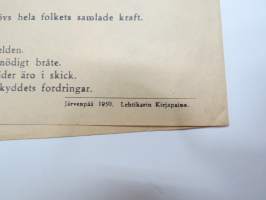 övs hela folkets samlade kraft.
elden.
nödigt bråte.
der äro i skick.
kyddets fordringar.
Järvenpää 1950. Lehtikarin Kirjapaino.